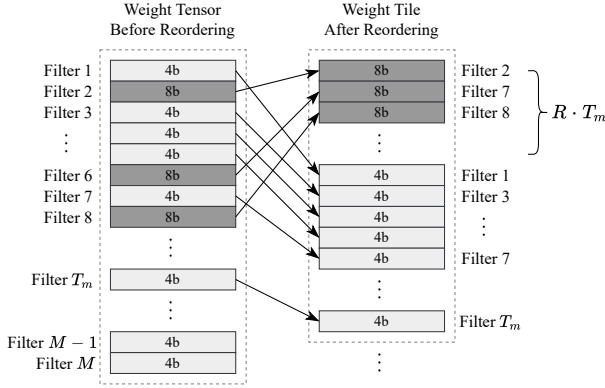 Weight Tensor
Before Reordering
Weight Tile
After Reordering
Filter 1
4b
Filter 2
8b
Filter 3
4b
⋮
4b
4b
Filter 6
8b
Filter 7
4b
Filter 8
8b
⋮
Filter T_m
4b
⋮
Filter M − 1
4b
Filter M
4b
8b
Filter 2
8b
Filter 7
8b
Filter 8
⋮
R · T_m
4b
Filter 1
4b
Filter 3
4b
⋮
4b
4b
Filter 7
⋮
4b
Filter T_m
⋮